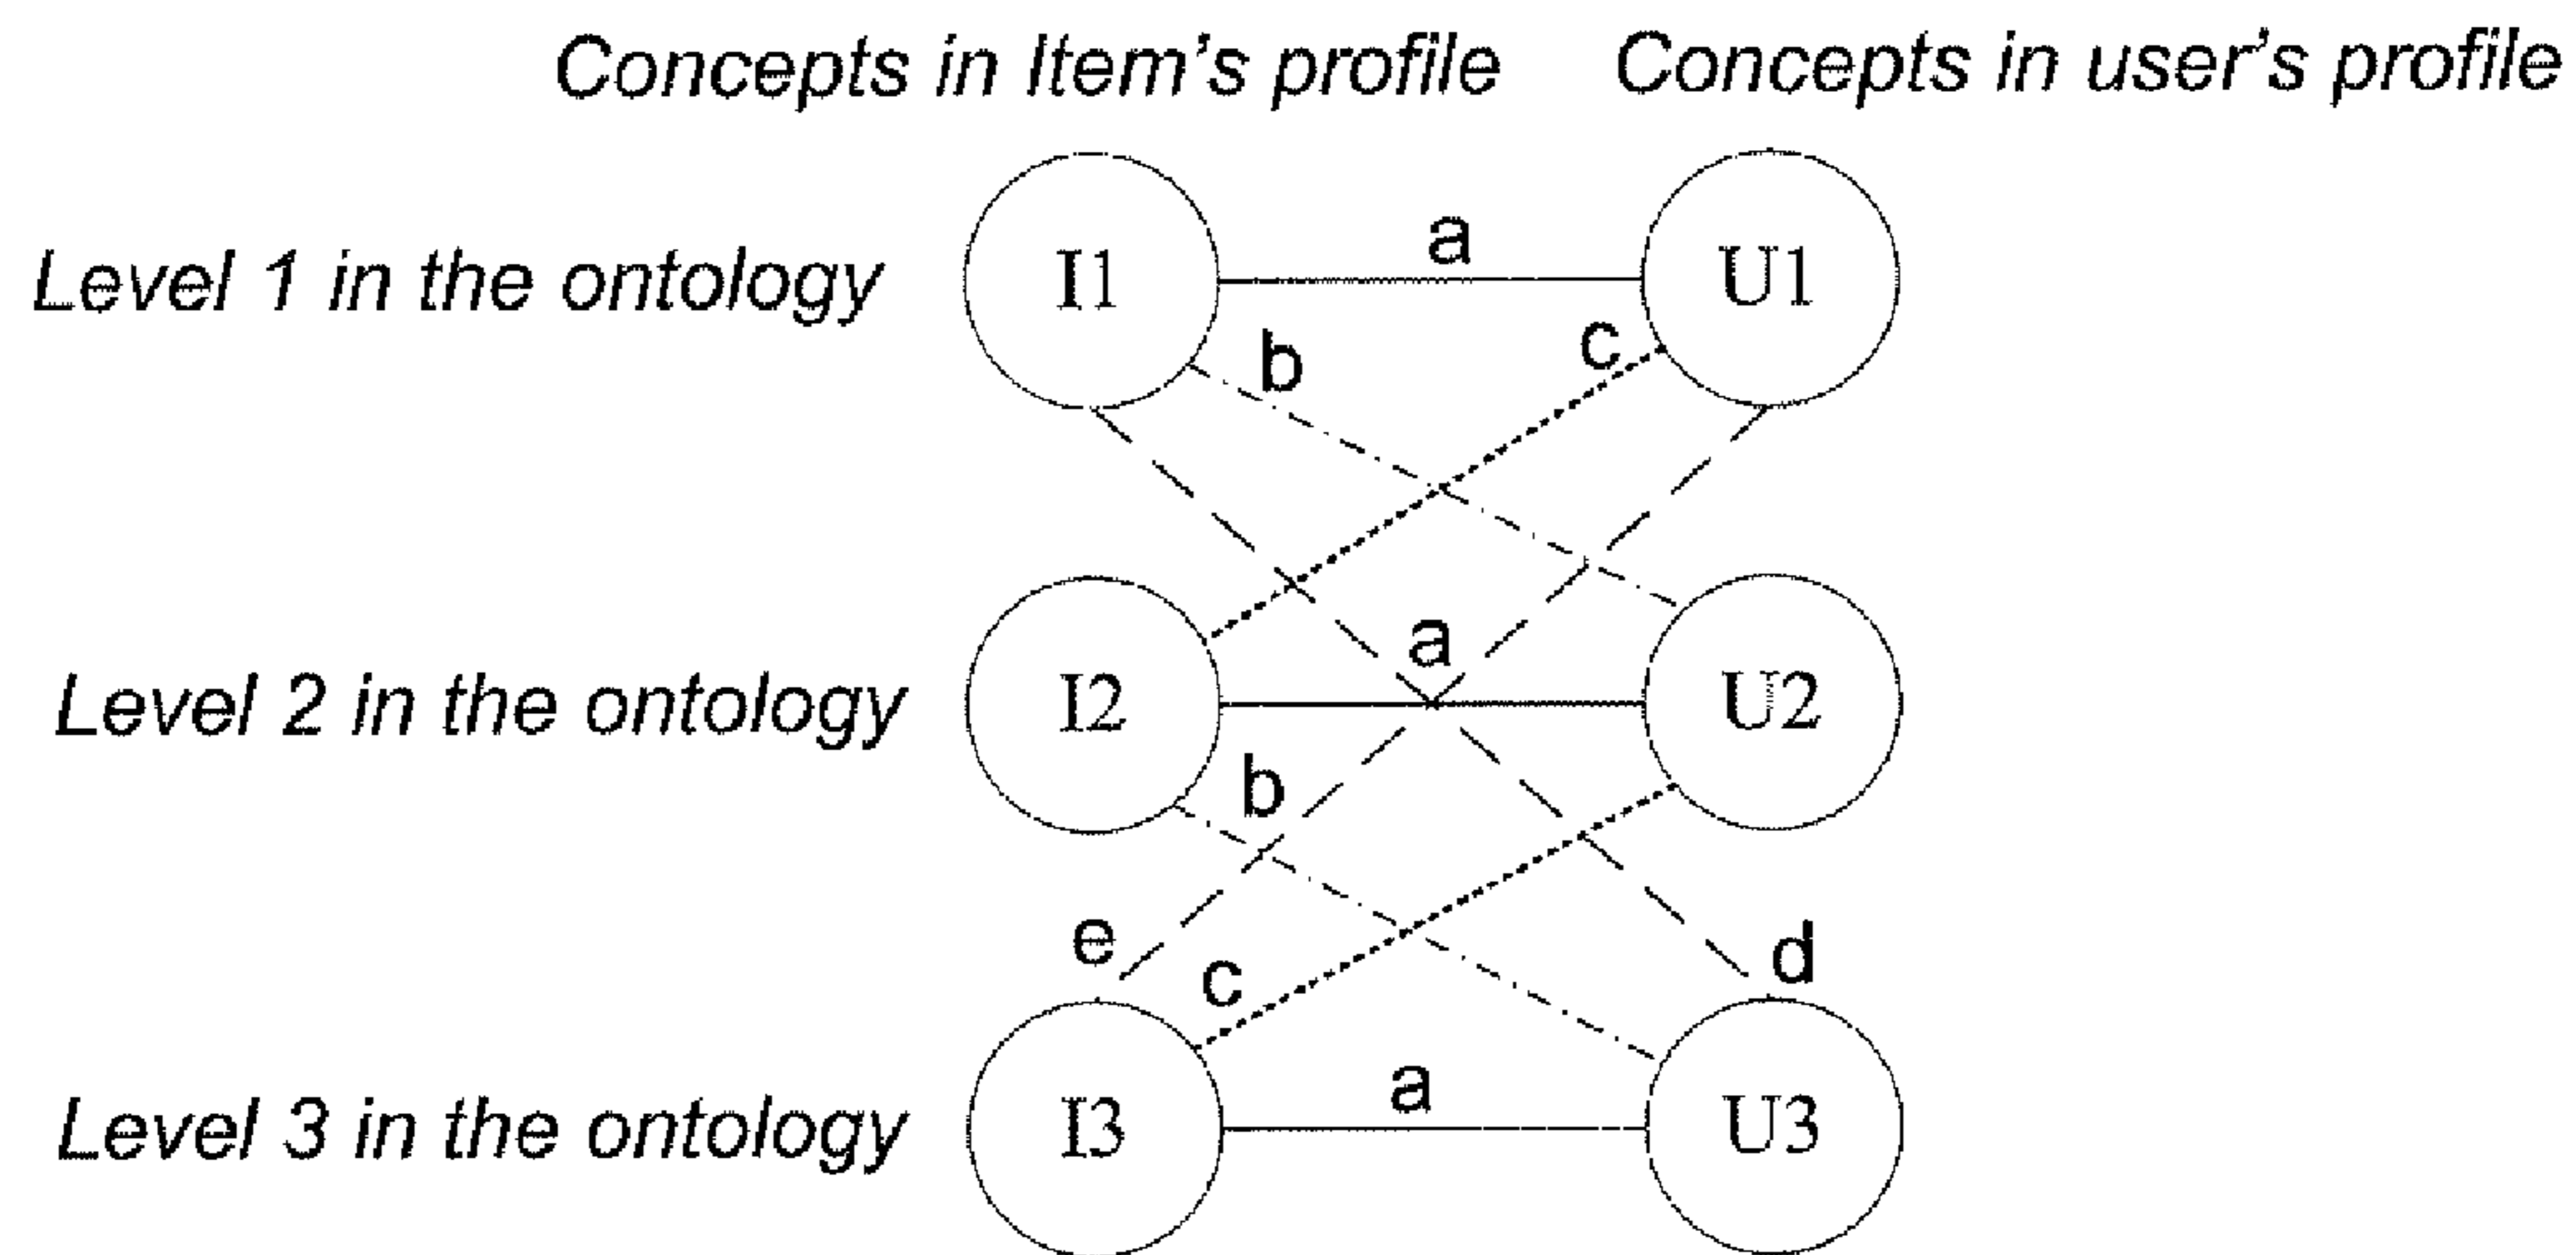 Concepts in Item's profile Concepts in user's profile
Level 1 in the ontology I1 a U1
b c
Level 2 in the ontology I2 a U2
b
e c d
Level 3 in the ontology I3 a U3